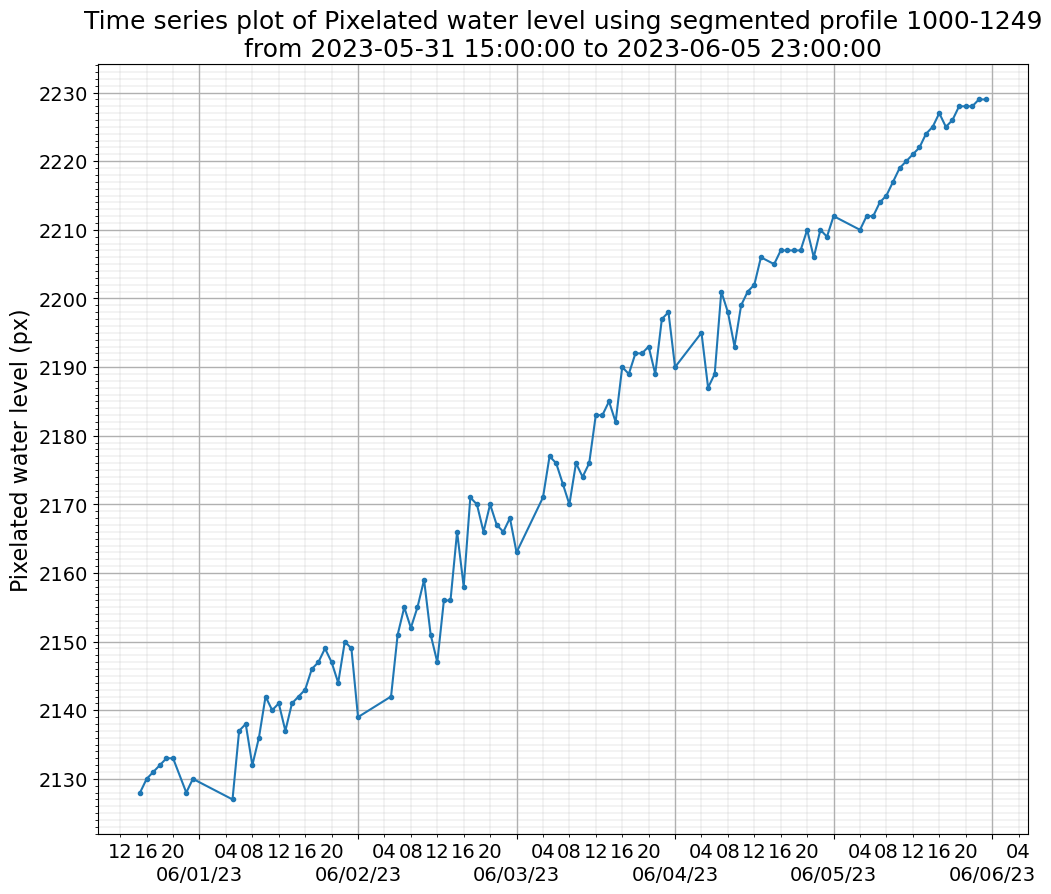 Time series plot of Pixelated water level using segmented profile 1000-1249
from 2023-05-31 15:00:00 to 2023-06-05 23:00:00
Pixelated water level (px)
2230
2220
2210
2200
2190
2180
2170
2160
2150
2140
2130
12 16 20 04 08 12 16 20 04 08 12 16 20 04 08 12 16 20 04 08 12 16 20 04 08 12 16 20 04
06/01/23 06/02/23 06/03/23 06/04/23 06/05/23 06/06/23